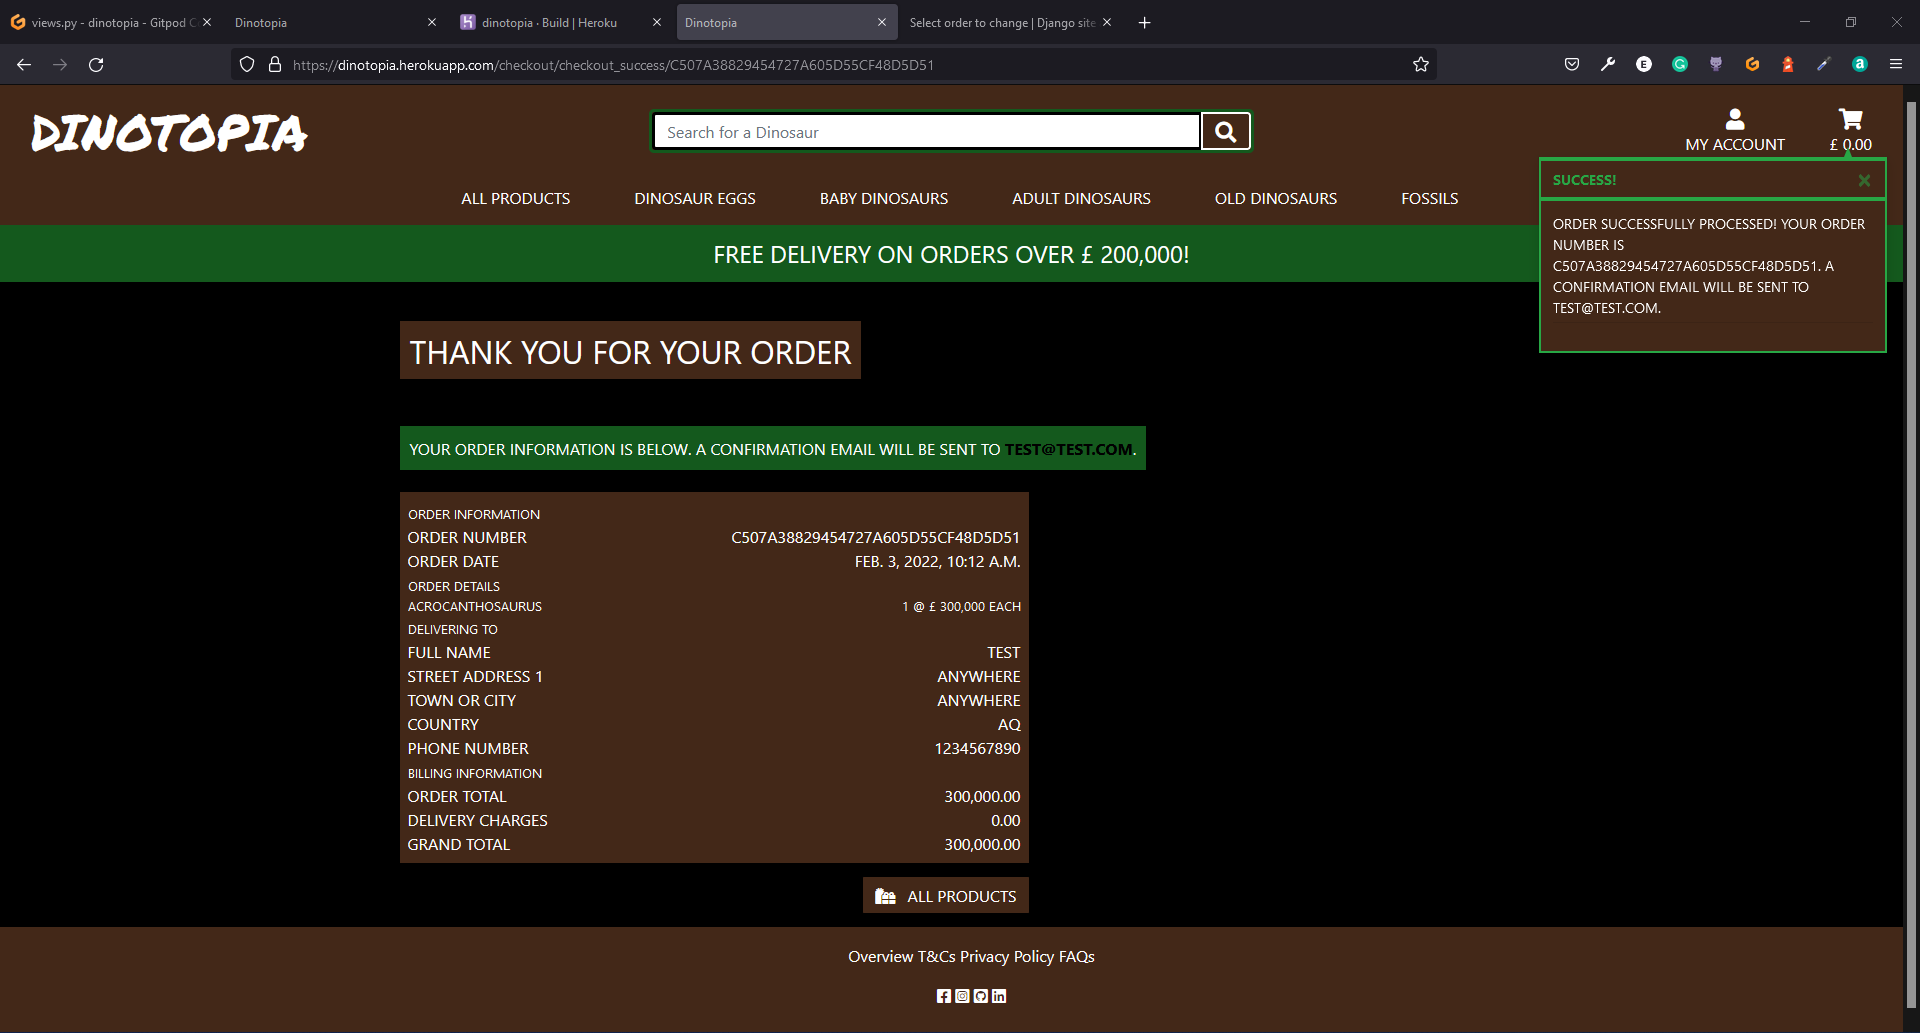 views.py - dinotopia - Gitpod C
Dinotopia
dinotopia · Build | Heroku
Dinotopia
Select order to change | Django site
https://dinotopia.herokuapp.com/checkout/checkout_success/C507A38829454727A605D55CF48D5D51
DINOTOPIA
Search for a Dinosaur
MY ACCOUNT
£ 0.00
ALL PRODUCTS
DINOSAUR EGGS
BABY DINOSAURS
ADULT DINOSAURS
OLD DINOSAURS
FOSSILS
FREE DELIVERY ON ORDERS OVER £ 200,000!
SUCCESS!
ORDER SUCCESSFULLY PROCESSED! YOUR ORDER
NUMBER IS
C507A38829454727A605D55CF48D5D51. A
CONFIRMATION EMAIL WILL BE SENT TO
TEST@TEST.COM.
THANK YOU FOR YOUR ORDER
YOUR ORDER INFORMATION IS BELOW. A CONFIRMATION EMAIL WILL BE SENT TO TEST@TEST.COM.
ORDER INFORMATION
ORDER NUMBER C507A38829454727A605D55CF48D5D51
ORDER DATE FEB. 3, 2022, 10:12 A.M.
ORDER DETAILS
ACROCANTHOSAURUS 1 @ £ 300,000 EACH
DELIVERING TO
FULL NAME TEST
STREET ADDRESS 1 ANYWHERE
TOWN OR CITY ANYWHERE
COUNTRY AQ
PHONE NUMBER 1234567890
BILLING INFORMATION
ORDER TOTAL 300,000.00
DELIVERY CHARGES 0.00
GRAND TOTAL 300,000.00
ALL PRODUCTS
Overview T&Cs Privacy Policy FAQs